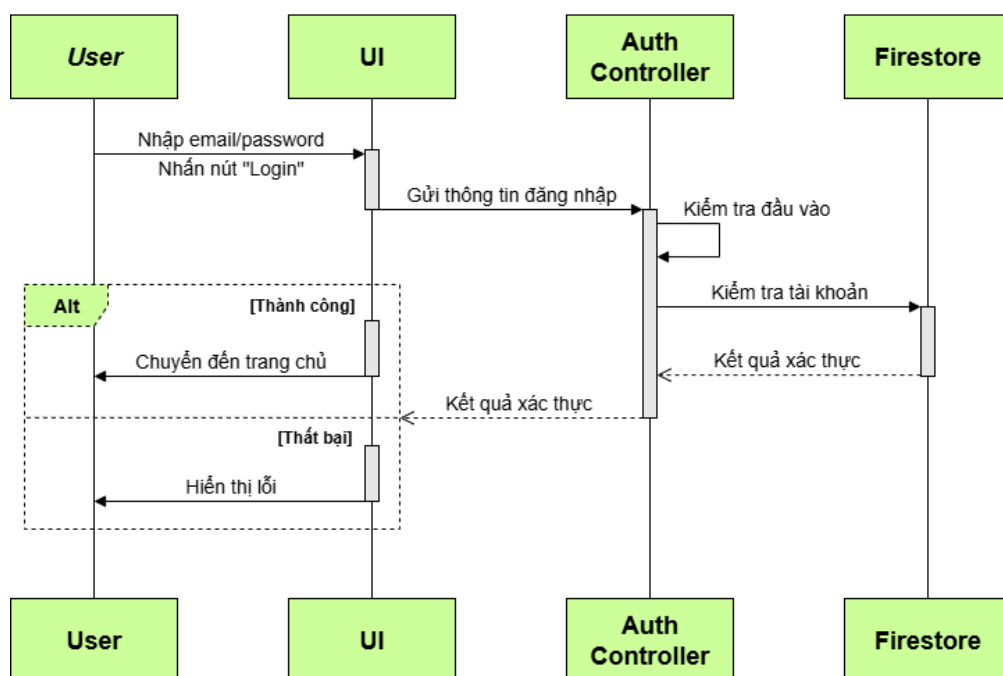 User
UI
Auth
Controller
Firestore
Nhập email/password
Nhấn nút "Login"
Gửi thông tin đăng nhập
Kiểm tra đầu vào
Alt
[Thành công]
Kiểm tra tài khoản
Chuyển đến trang chủ
Kết quả xác thực
Kết quả xác thực
[Thất bại]
Hiển thị lỗi
User
UI
Auth
Controller
Firestore